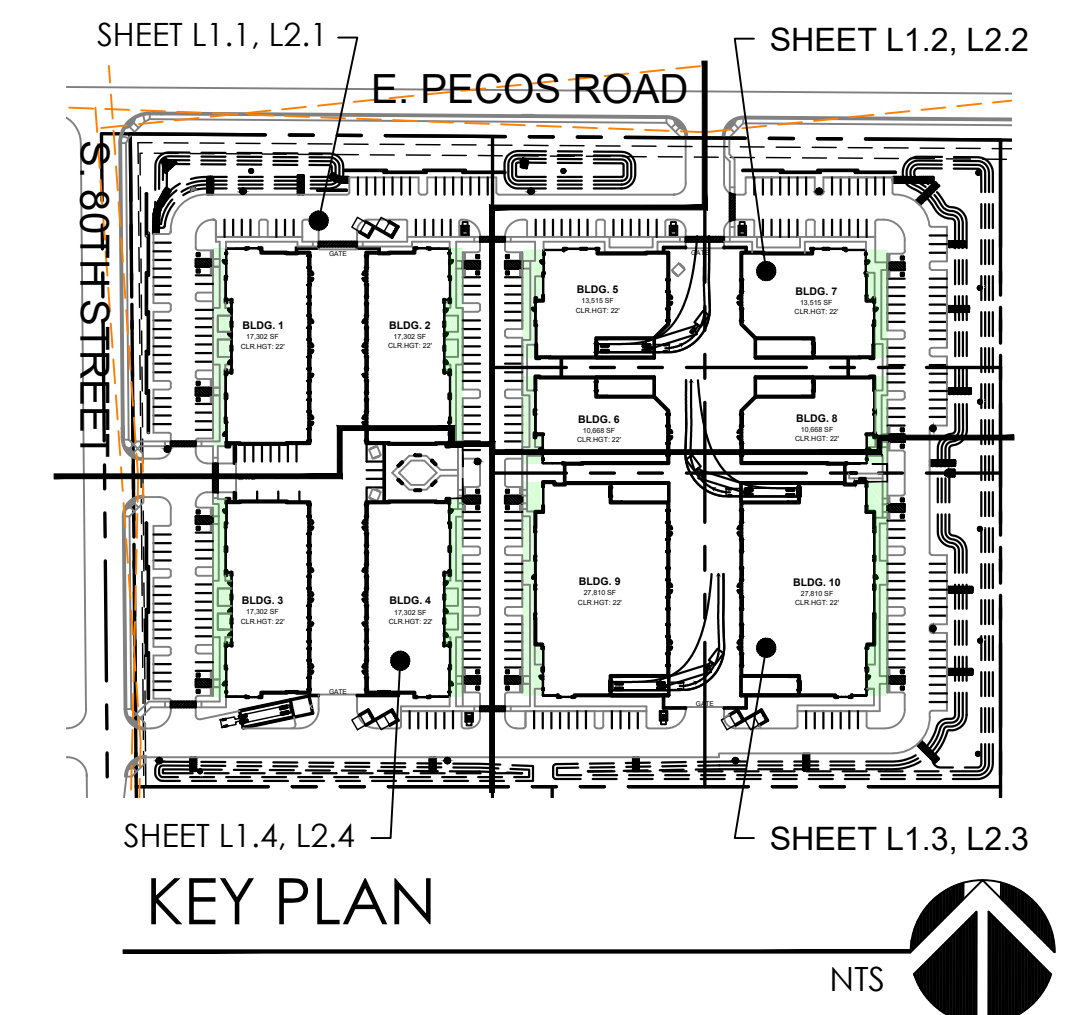 SHEET L1.1, L2.1
SHEET L1.2, L2.2
E. PECOS ROAD
S. 80TH STREET
GATE
GATE
BLDG. 1
17,302 SF
CLR.HGT: 22'
BLDG. 2
17,302 SF
CLR.HGT: 22'
BLDG. 5
13,515 SF
CLR.HGT: 22'
BLDG. 7
13,515 SF
CLR.HGT: 22'
BLDG. 6
10,668 SF
CLR.HGT: 22'
BLDG. 8
10,668 SF
CLR.HGT: 22'
BLDG. 3
17,302 SF
CLR.HGT: 22'
BLDG. 4
17,302 SF
CLR.HGT: 22'
BLDG. 9
27,810 SF
CLR.HGT: 22'
BLDG. 10
27,810 SF
CLR.HGT: 22'
GATE
GATE
SHEET L1.4, L2.4
SHEET L1.3, L2.3
KEY PLAN
NTS